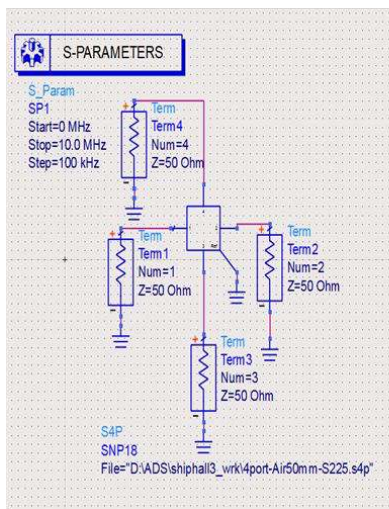 S-PARAMETERS
S_Param
SP1
Start=0 MHz
Stop=10.0 MHz
Step=100 kHz
Term
Term4
Num=4
Z=50 Ohm
Term
Term1
Num=1
Z=50 Ohm
Term
Term2
Num=2
Z=50 Ohm
Term
Term3
Num=3
Z=50 Ohm
S4P
SNP18
File="D:\ADS\shiphall3_wrk\4port-Air50mm-S225.s4p"